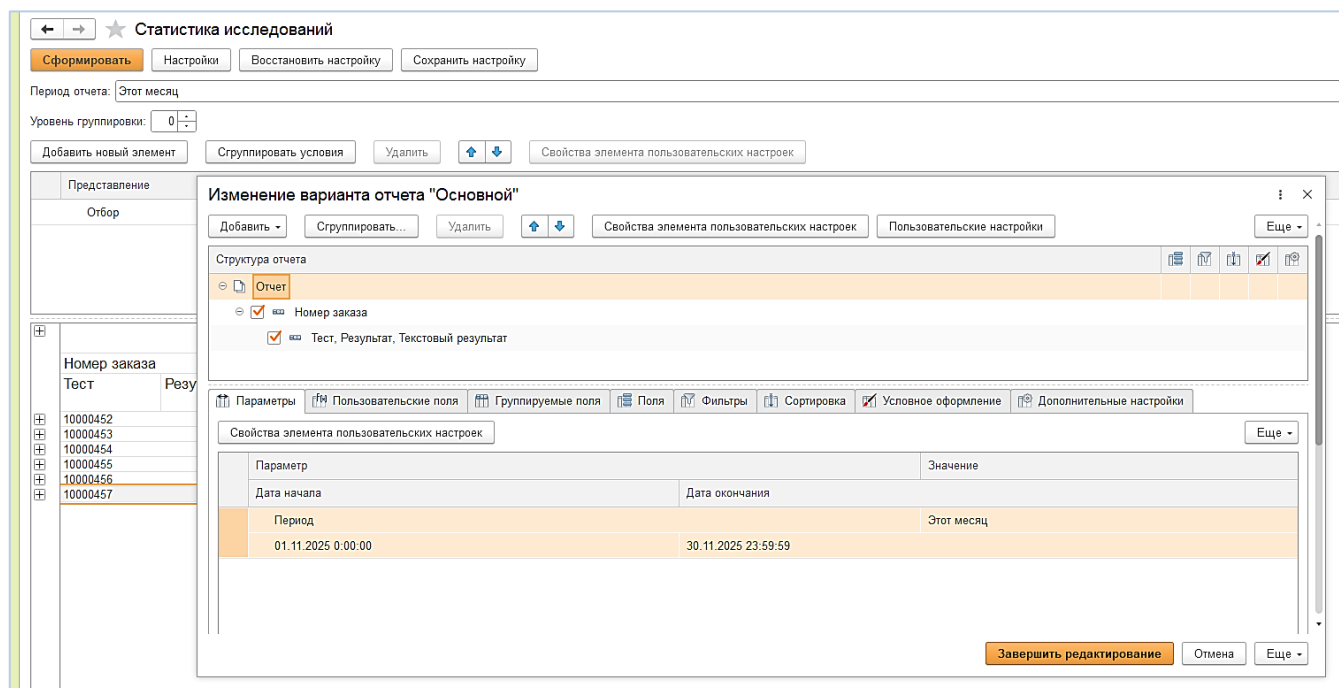 Статистика исследований
Сформировать Настройки Восстановить настройку Сохранить настройку
Период отчета: Этот месяц
Уровень группировки: 0
Добавить новый элемент Сгруппировать условия Удалить Свойства элемента пользовательских настроек
Представление
Отбор
Изменение варианта отчета "Основной"
Добавить Сгруппировать... Удалить Свойства элемента пользовательских настроек Пользовательские настройки Еще
Структура отчета
Отчет
Номер заказа
Тест, Результат, Текстовый результат
Номер заказа
Тест Резу
Параметры Пользовательские поля Группируемые поля Поля Фильтры Сортировка Условное оформление Дополнительные настройки
10000452
10000453
10000454
10000455
10000456
10000457
Свойства элемента пользовательских настроек Еще
Параметр Значение
Дата начала Дата окончания
Период Этот месяц
01.11.2025 0:00:00 30.11.2025 23:59:59
Завершить редактирование Отмена Еще